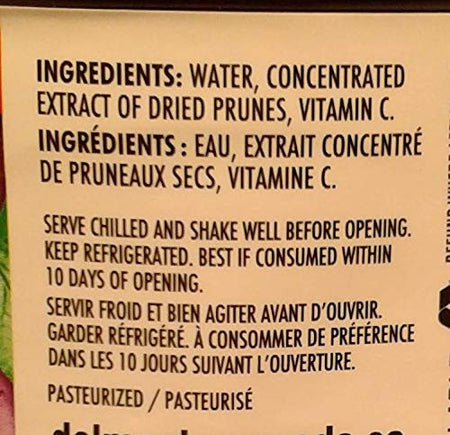 INGREDIENTS: WATER, CONCENTRATED
EXTRACT OF DRIED PRUNES, VITAMIN C.
INGRÉDIENTS : EAU, EXTRAIT CONCENTRÉ
DE PRUNEAUX SECS, VITAMINE C.
SERVE CHILLED AND SHAKE WELL BEFORE OPENING.
KEEP REFRIGERATED. BEST IF CONSUMED WITHIN
10 DAYS OF OPENING.
SERVIR FROID ET BIEN AGITER AVANT D'OUVRIR.
GARDER RÉFRIGÉRÉ. À CONSOMMER DE PRÉFÉRENCE
DANS LES 10 JOURS SUIVANT L'OUVERTURE.
PASTEURIZED / PASTEURISÉ